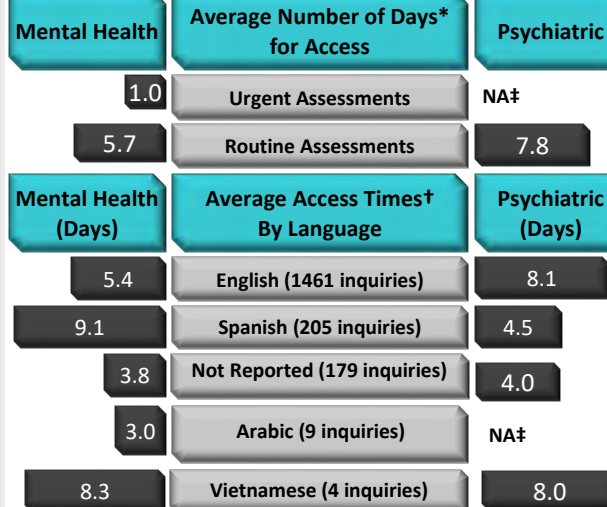 Mental Health
Average Number of Days*
for Access
Psychiatric
1.0
Urgent Assessments
NA‡
5.7
Routine Assessments
7.8
Mental Health
(Days)
Average Access Times†
By Language
Psychiatric
(Days)
5.4
English (1461 inquiries)
8.1
9.1
Spanish (205 inquiries)
4.5
3.8
Not Reported (179 inquiries)
4.0
3.0
Arabic (9 inquiries)
NA‡
8.3
Vietnamese (4 inquiries)
8.0